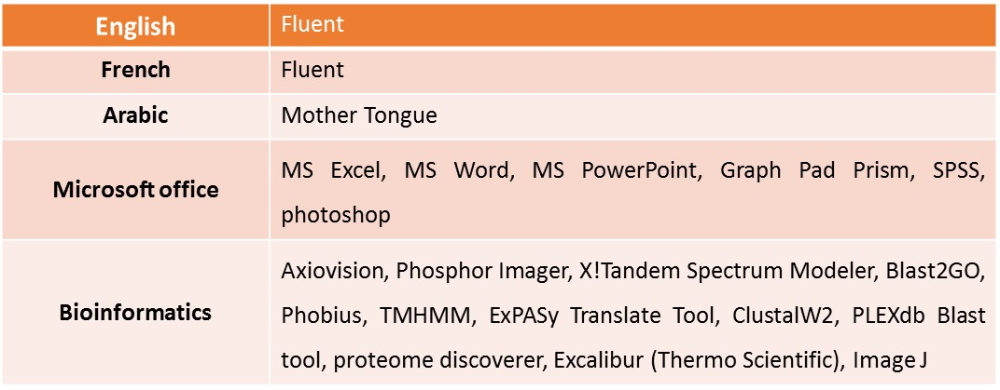 English Fluent
French Fluent
Arabic Mother Tongue
Microsoft office MS Excel, MS Word, MS PowerPoint, Graph Pad Prism, SPSS,
photoshop
Bioinformatics Axiovision, Phosphor Imager, X!Tandem Spectrum Modeler, Blast2GO,
Phobius, TMHMM, ExPASy Translate Tool, ClustalW2, PLEXdb Blast
tool, proteome discoverer, Excalibur (Thermo Scientific), Image J